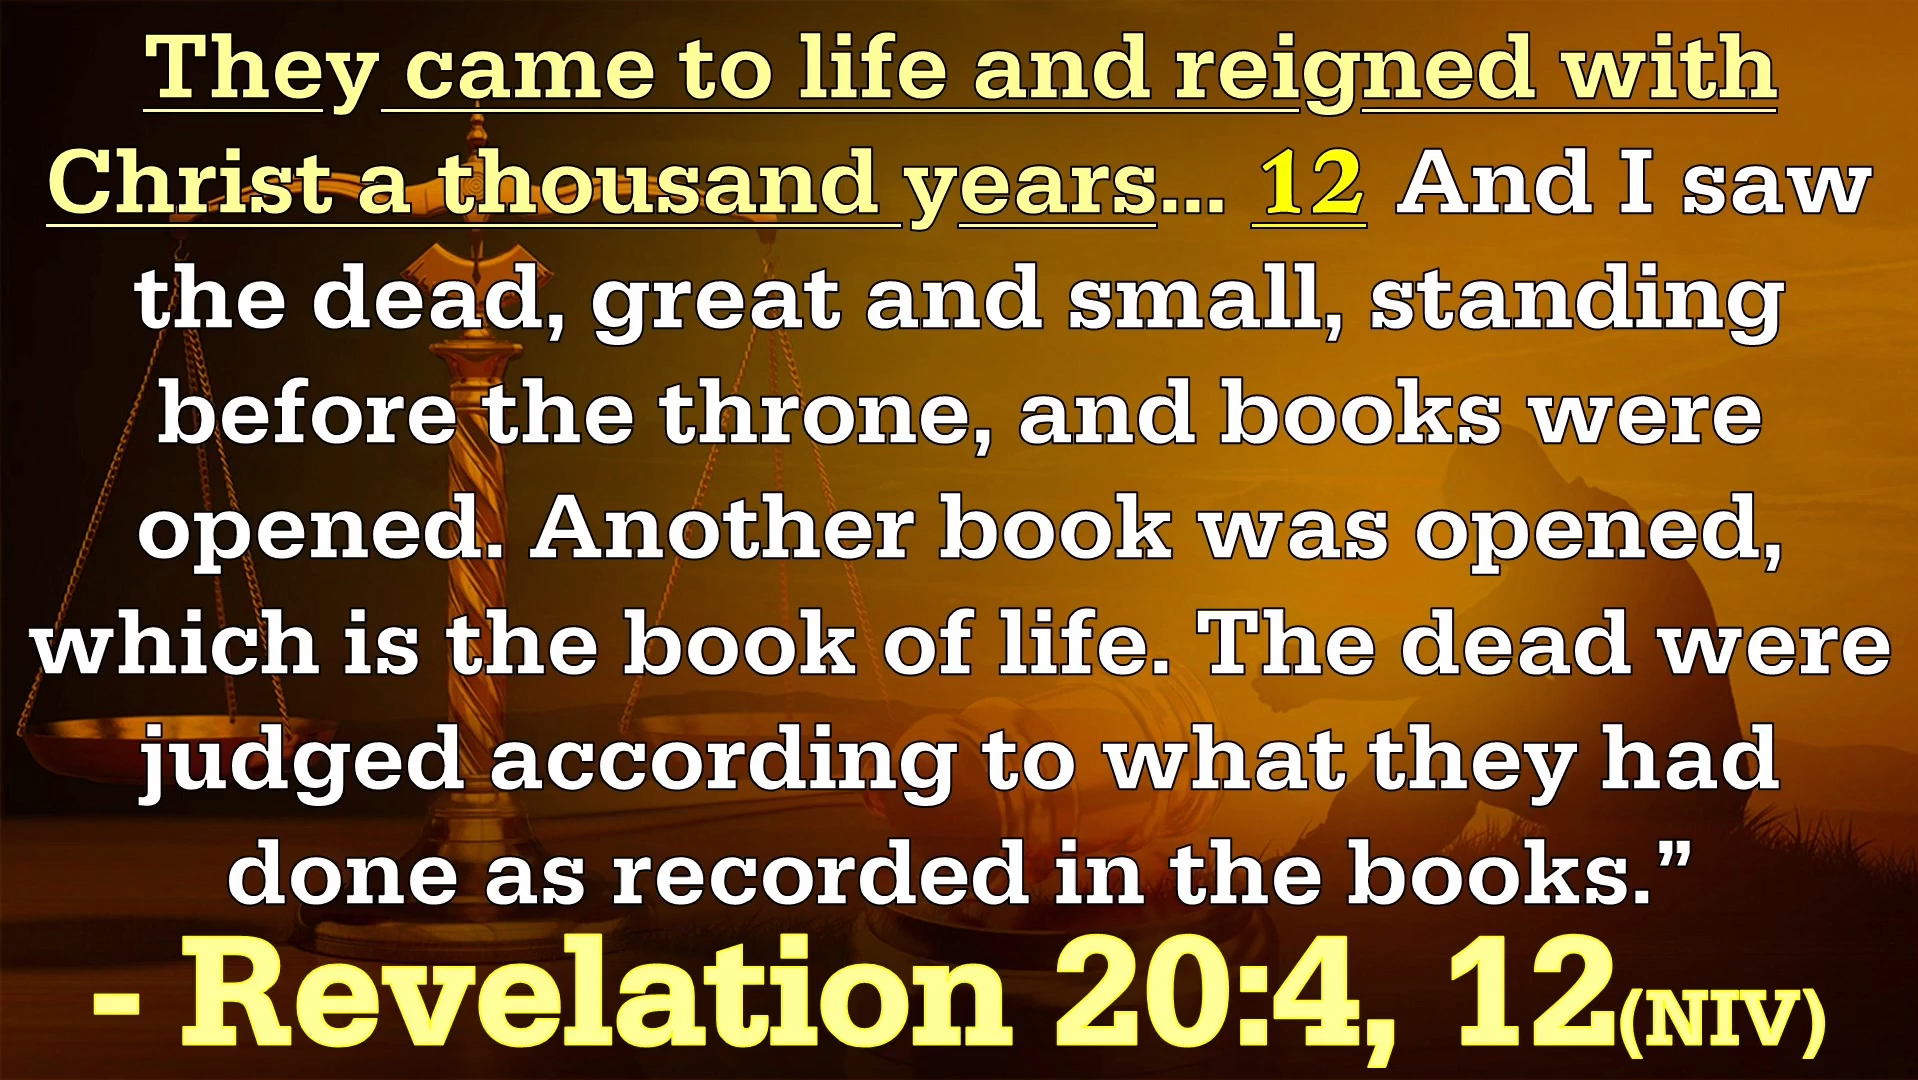 They came to life and reigned with
Christ a thousand years... 12 And I saw
the dead, great and small, standing
before the throne, and books were
opened. Another book was opened,
which is the book of life. The dead were
judged according to what they had
done as recorded in the books.”
- Revelation 20:4, 12(NIV)